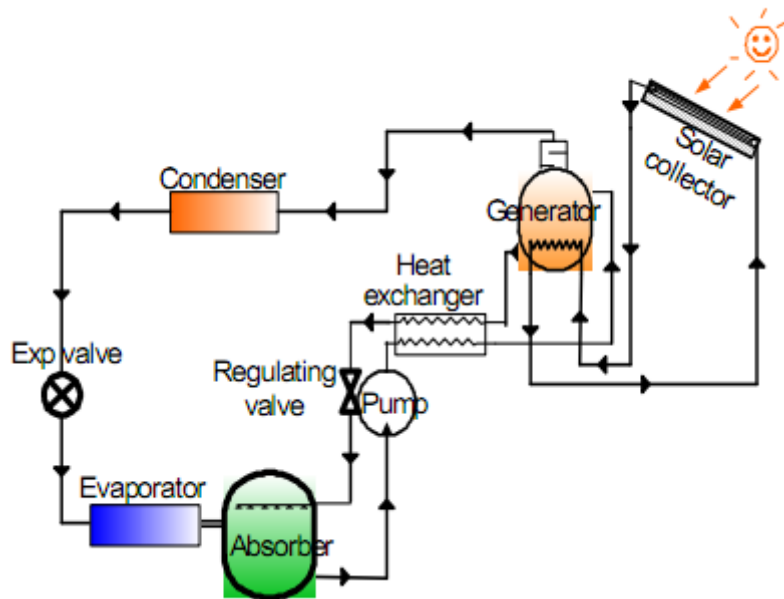 Condenser
Generator
Solar
collector
Heat
exchanger
Exp valve
Regulating
valve
Pump
Evaporator
Absorber